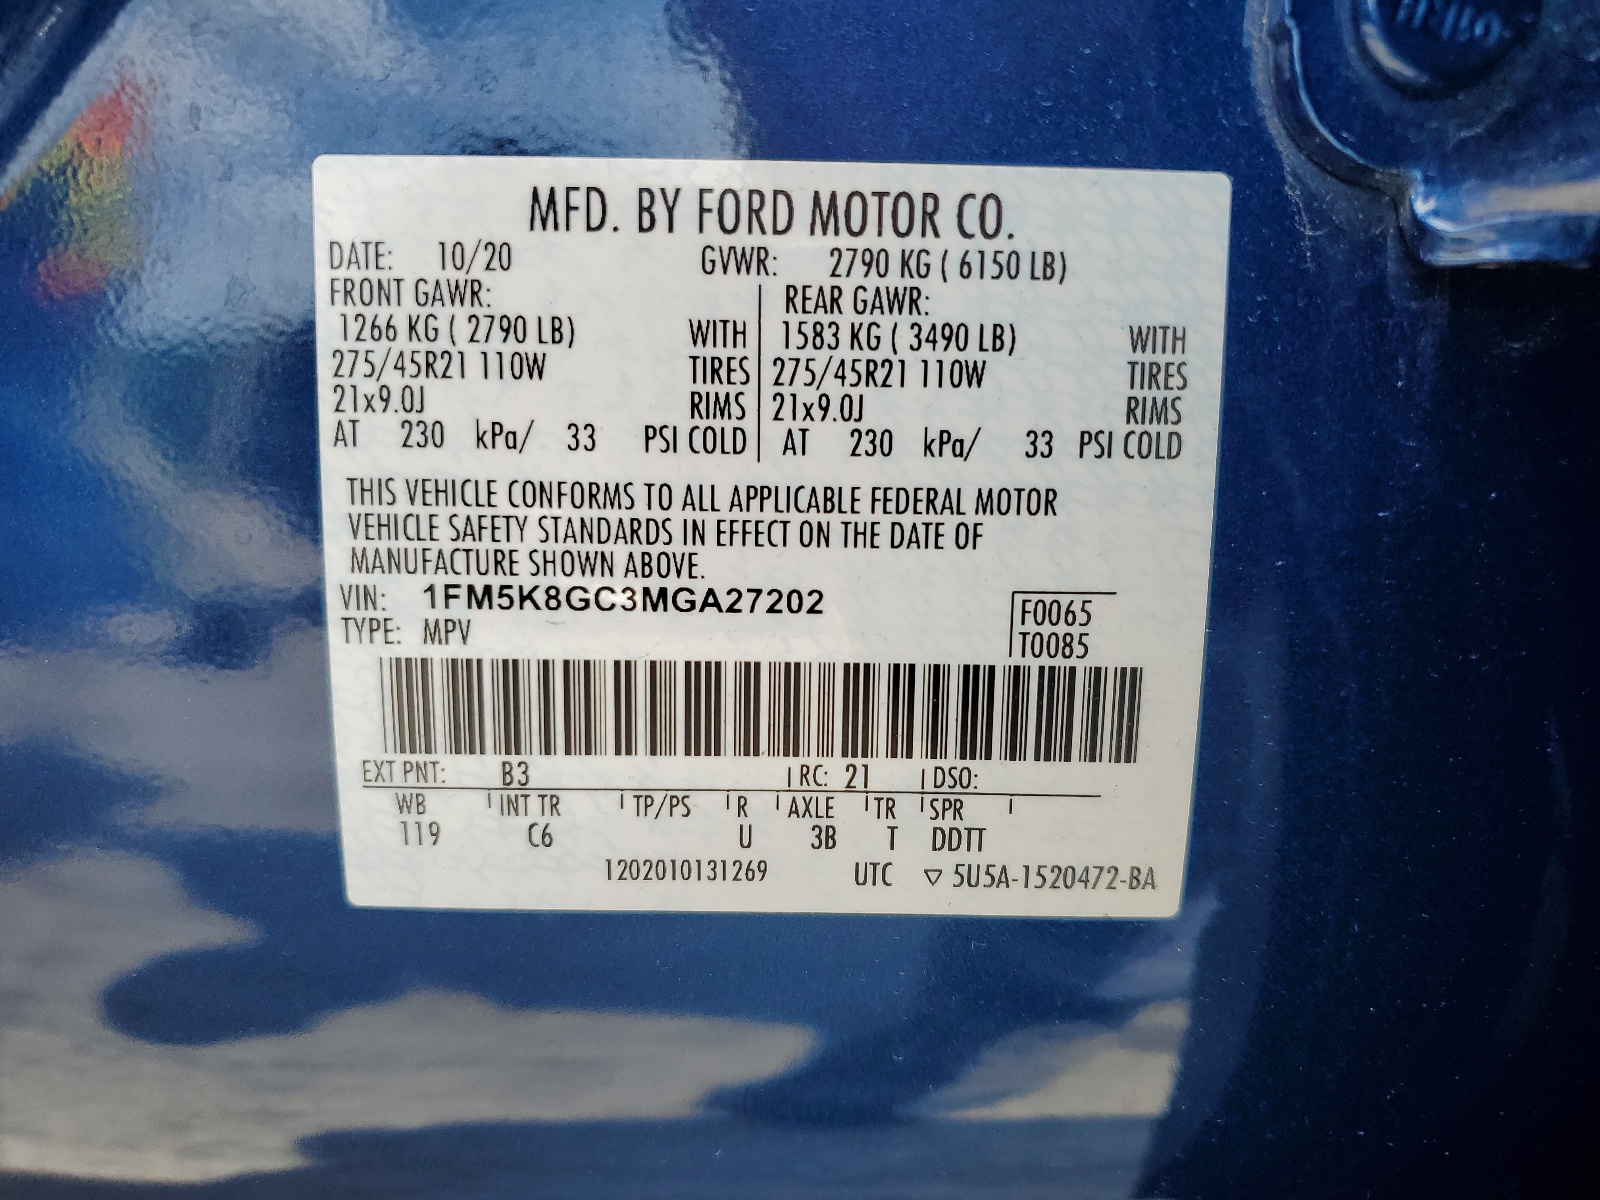 MFD. BY FORD MOTOR CO.
DATE: 10/20 GVWR: 2790 KG ( 6150 LB)
FRONT GAWR: REAR GAWR:
1266 KG ( 2790 LB) WITH 1583 KG ( 3490 LB) WITH
275/45R21 110W TIRES 275/45R21 110W TIRES
21x9.0J RIMS 21x9.0J RIMS
AT 230 kPa/ 33 PSI COLD AT 230 kPa/ 33 PSI COLD
THIS VEHICLE CONFORMS TO ALL APPLICABLE FEDERAL MOTOR
VEHICLE SAFETY STANDARDS IN EFFECT ON THE DATE OF
MANUFACTURE SHOWN ABOVE.
VIN: 1FM5K8GC3MGA27202
F0065
TYPE: MPV T0085
EXT PNT: B3 RC: 21 DSO:
WB INT TR TP/PS R AXLE TR SPR
119 C6 U 3B T DDTT
1202010131269 UTC ▽ 5U5A-1520472-BA